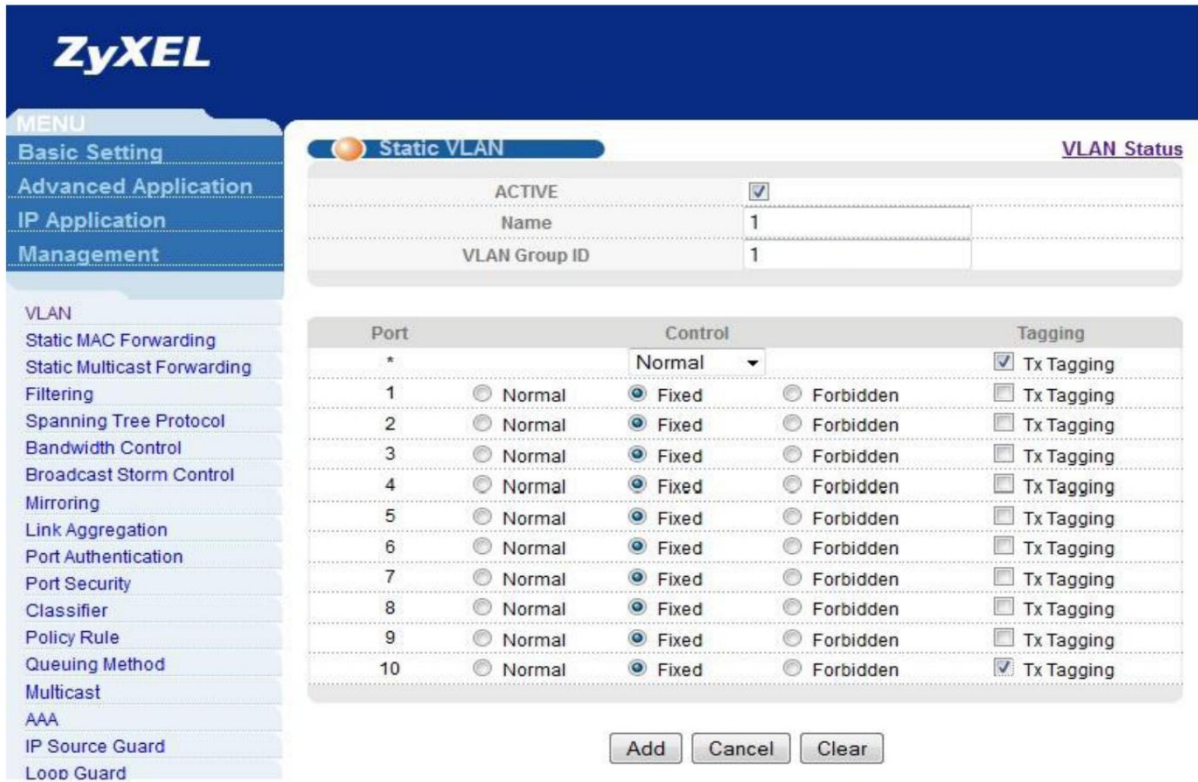 ZyXEL
MENU
Basic Setting
Advanced Application
IP Application
Management
VLAN
Static MAC Forwarding
Static Multicast Forwarding
Filtering
Spanning Tree Protocol
Bandwidth Control
Broadcast Storm Control
Mirroring
Link Aggregation
Port Authentication
Port Security
Classifier
Policy Rule
Queuing Method
Multicast
AAA
IP Source Guard
Loop Guard
Static VLAN VLAN Status
ACTIVE
Name 1
VLAN Group ID 1
Port Control Tagging
* Normal Tx Tagging
1 Normal Fixed Forbidden Tx Tagging
2 Normal Fixed Forbidden Tx Tagging
3 Normal Fixed Forbidden Tx Tagging
4 Normal Fixed Forbidden Tx Tagging
5 Normal Fixed Forbidden Tx Tagging
6 Normal Fixed Forbidden Tx Tagging
7 Normal Fixed Forbidden Tx Tagging
8 Normal Fixed Forbidden Tx Tagging
9 Normal Fixed Forbidden Tx Tagging
10 Normal Fixed Forbidden Tx Tagging
Add Cancel Clear